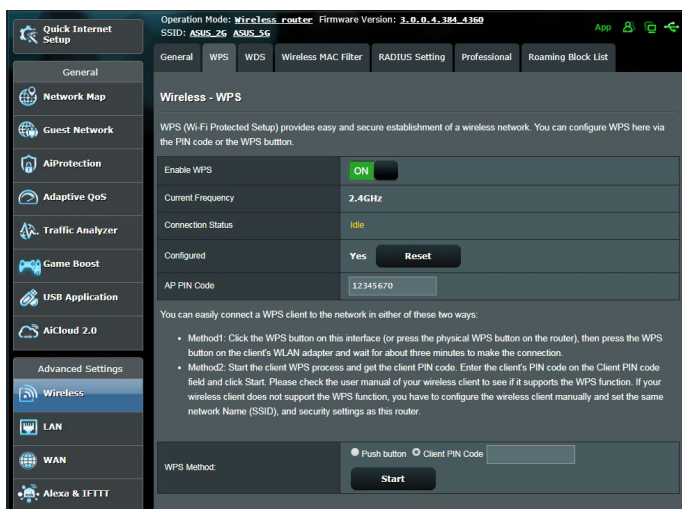 Quick Internet
Setup
Operation Mode: Wireless router Firmware Version: 3.0.0.4.384_4360
SSID: ASUS_2G ASUS_5G
App
General WPS WDS Wireless MAC Filter RADIUS Setting Professional Roaming Block List
General
Network Map
Guest Network
AiProtection
Adaptive QoS
Traffic Analyzer
Game Boost
USB Application
AiCloud 2.0
Advanced Settings
Wireless
LAN
WAN
Alexa & IFTTT
Wireless - WPS
WPS (Wi-Fi Protected Setup) provides easy and secure establishment of a wireless network. You can configure WPS here via
the PIN code or the WPS buttton.
Enable WPS ON
Current Frequency 2.4GHz
Connection Status Idle
Configured Yes Reset
AP PIN Code 12345670
You can easily connect a WPS client to the network in either of these two ways:
• Method1: Click the WPS button on this interface (or press the physical WPS button on the router), then press the WPS
button on the client's WLAN adapter and wait for about three minutes to make the connection.
• Method2: Start the client WPS process and get the client PIN code. Enter the client's PIN code on the Client PIN code
field and click Start. Please check the user manual of your wireless client to see if it supports the WPS function. If your
wireless client does not support the WPS function, you have to configure the wireless client manually and set the same
network Name (SSID), and security settings as this router.
WPS Method: Push button Client PIN Code
Start